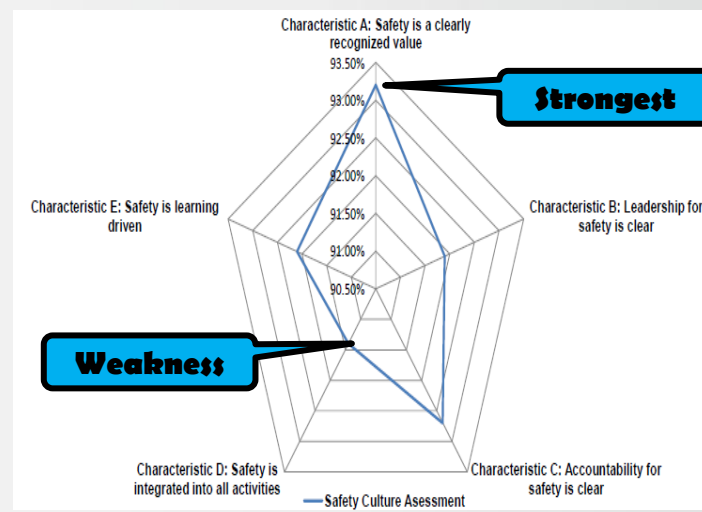 Characteristic A: Safety is a clearly
recognized value
93.50%
93.00%
Strongest
92.50%
92.00%
Characteristic E: Safety is learning
driven
Characteristic B: Leadership for
safety is clear
91.50%
91.00%
90.50%
Weakness
Characteristic D: Safety is
integrated into all activities
Characteristic C: Accountability for
safety is clear
Safety Culture Asessment